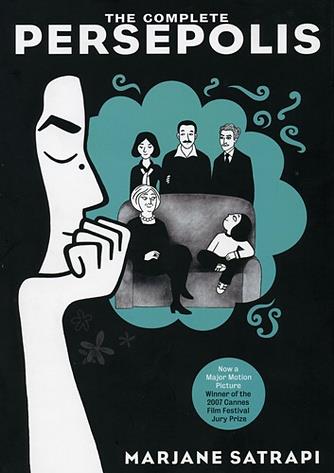 THE COMPLETE
PERSEPOLIS
Now a
Major Motion
Picture
Winner of the
2007 Cannes
Film Festival
Jury Prize
MARJANE SATRAPI